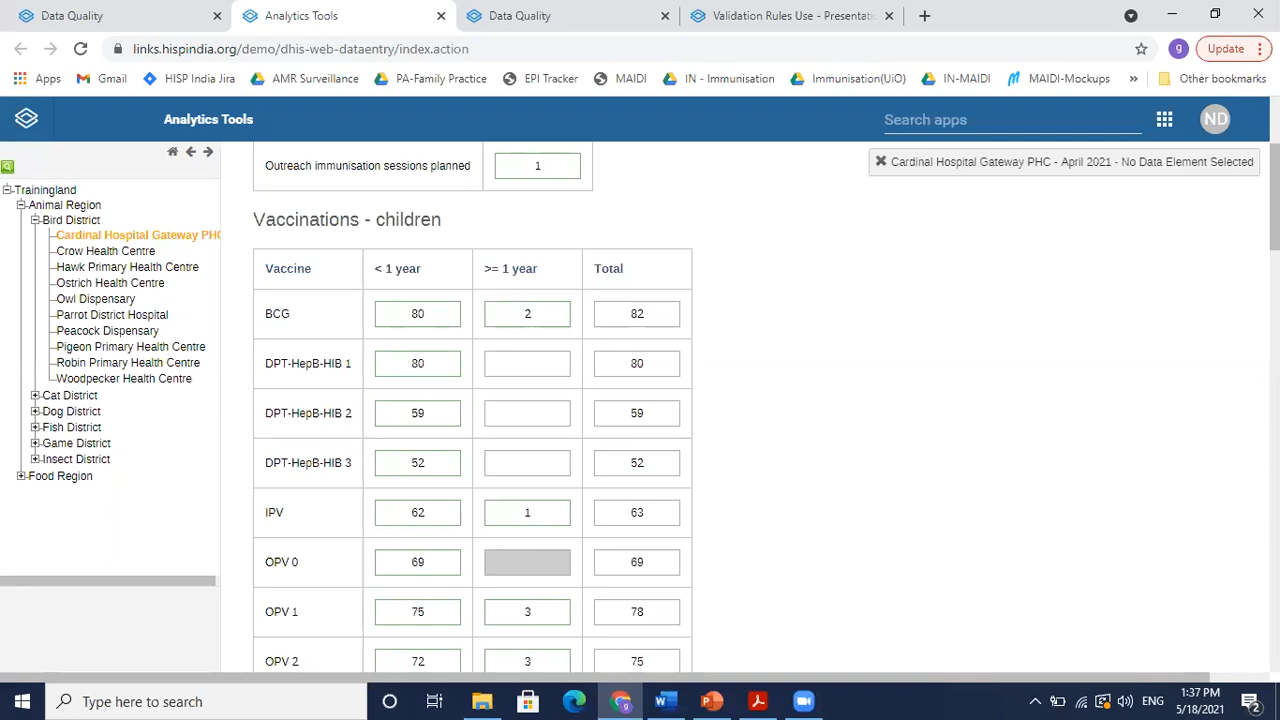 Data Quality
Analytics Tools
Data Quality
Validation Rules Use - Presentati
links.hispindia.org/demo/dhis-web-dataentry/index.action
g
Update
Apps
Gmail
HISP India Jira
AMR Surveillance
PA-Family Practice
EPI Tracker
MAIDI
IN - Immunisation
Immunisation(UiO)
IN-MAIDI
MAIDI-Mockups
»
Other bookmarks
Analytics Tools
Search apps
ND
Trainingland
Animal Region
Bird District
Cardinal Hospital Gateway PHC
Crow Health Centre
Hawk Primary Health Centre
Ostrich Health Centre
Owl Dispensary
Parrot District Hospital
Peacock Dispensary
Pigeon Primary Health Centre
Robin Primary Health Centre
Woodpecker Health Centre
Cat District
Dog District
Fish District
Game District
Insect District
Food Region
Outreach immunisation sessions planned 1
Cardinal Hospital Gateway PHC - April 2021 - No Data Element Selected
Vaccinations - children
Vaccine < 1 year >= 1 year Total
BCG 80 2 82
DPT-HepB-HIB 1 80 80
DPT-HepB-HIB 2 59 59
DPT-HepB-HIB 3 52 52
IPV 62 1 63
OPV 0 69 69
OPV 1 75 3 78
OPV 2 72 3 75
Type here to search
g
ENG
1:37 PM
5/18/2021
2